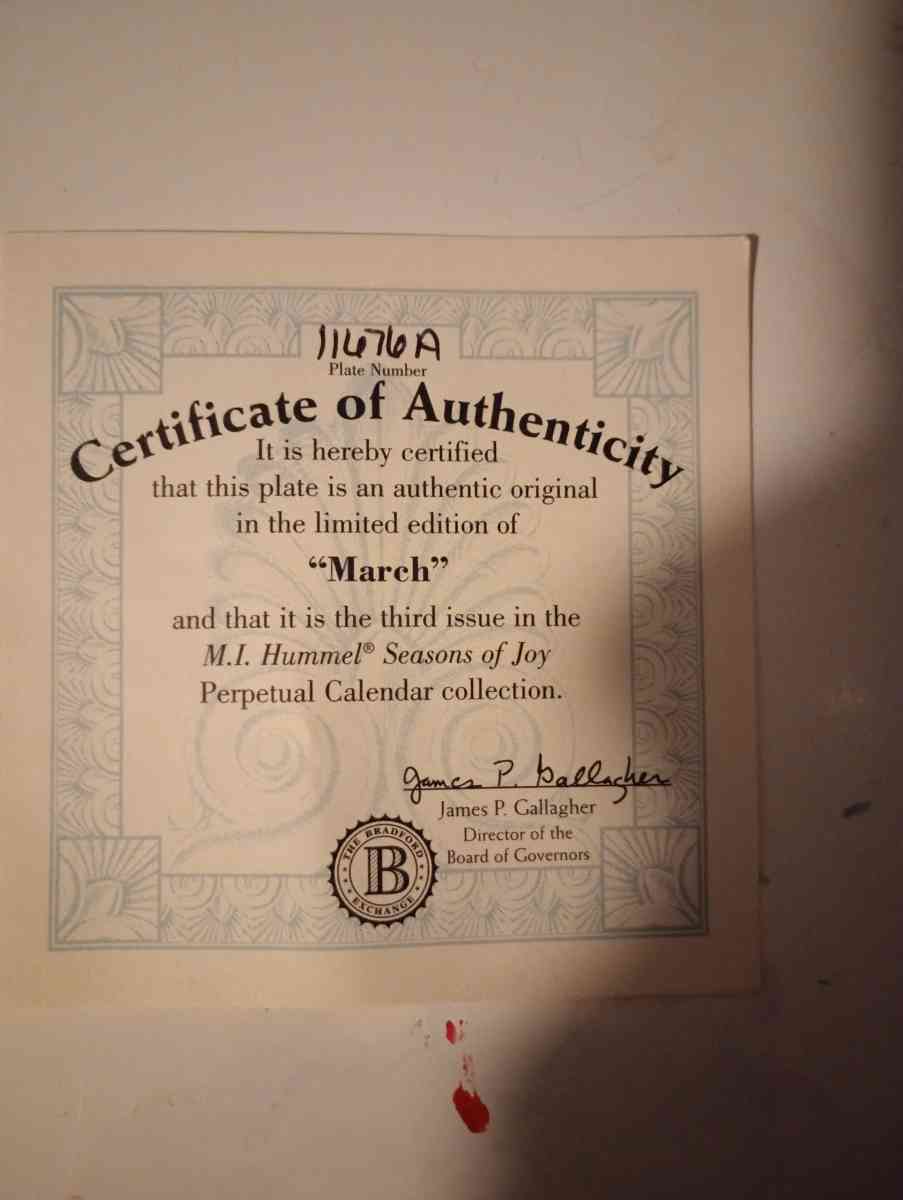 11676A
Plate Number
Certificate of Authenticity
It is hereby certified
that this plate is an authentic original
in the limited edition of
“March”
and that it is the third issue in the
M.I. Hummel® Seasons of Joy
Perpetual Calendar collection.
James P. Gallagher
James P. Gallagher
Director of the
Board of Governors
THE BRADFORD
B
EXCHANGE